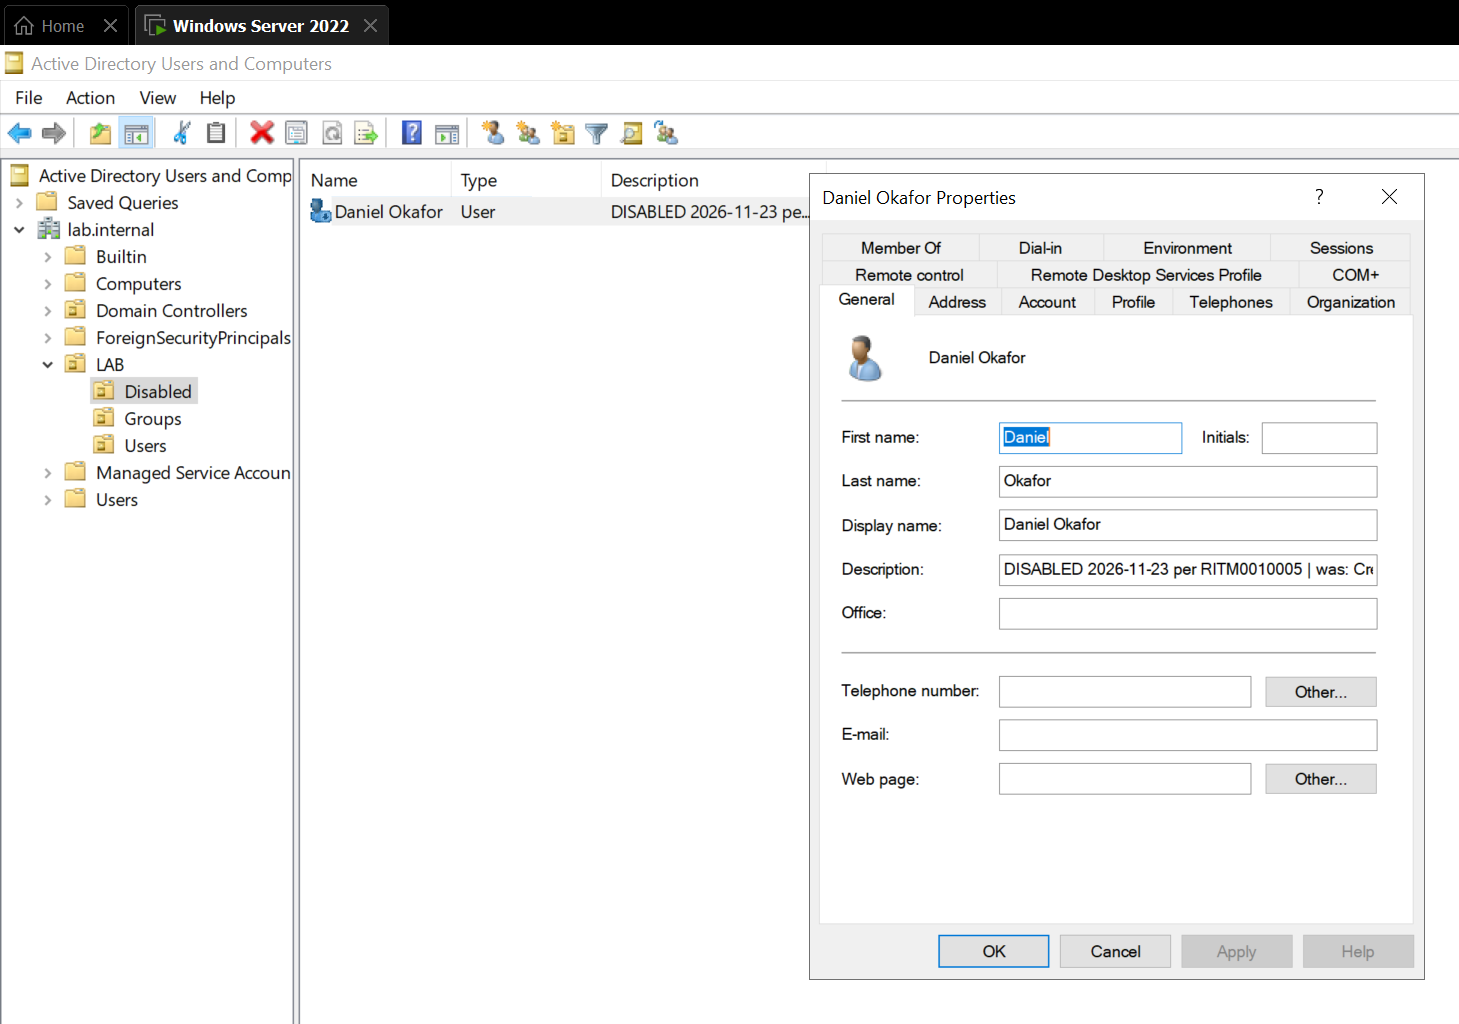 Home
Windows Server 2022
Active Directory Users and Computers
File Action View Help
Active Directory Users and Comp
Saved Queries
lab.internal
Builtin
Computers
Domain Controllers
ForeignSecurityPrincipals
LAB
Disabled
Groups
Users
Managed Service Accoun
Users
Name Type Description
Daniel Okafor User DISABLED 2026-11-23 pe...
Daniel Okafor Properties
?
Member Of Dial-in Environment Sessions
Remote control Remote Desktop Services Profile COM+
General Address Account Profile Telephones Organization
Daniel Okafor
First name: Daniel Initials:
Last name: Okafor
Display name: Daniel Okafor
Description: DISABLED 2026-11-23 per RITM0010005 | was: Cre
Office:
Telephone number: Other...
E-mail:
Web page: Other...
OK Cancel Apply Help